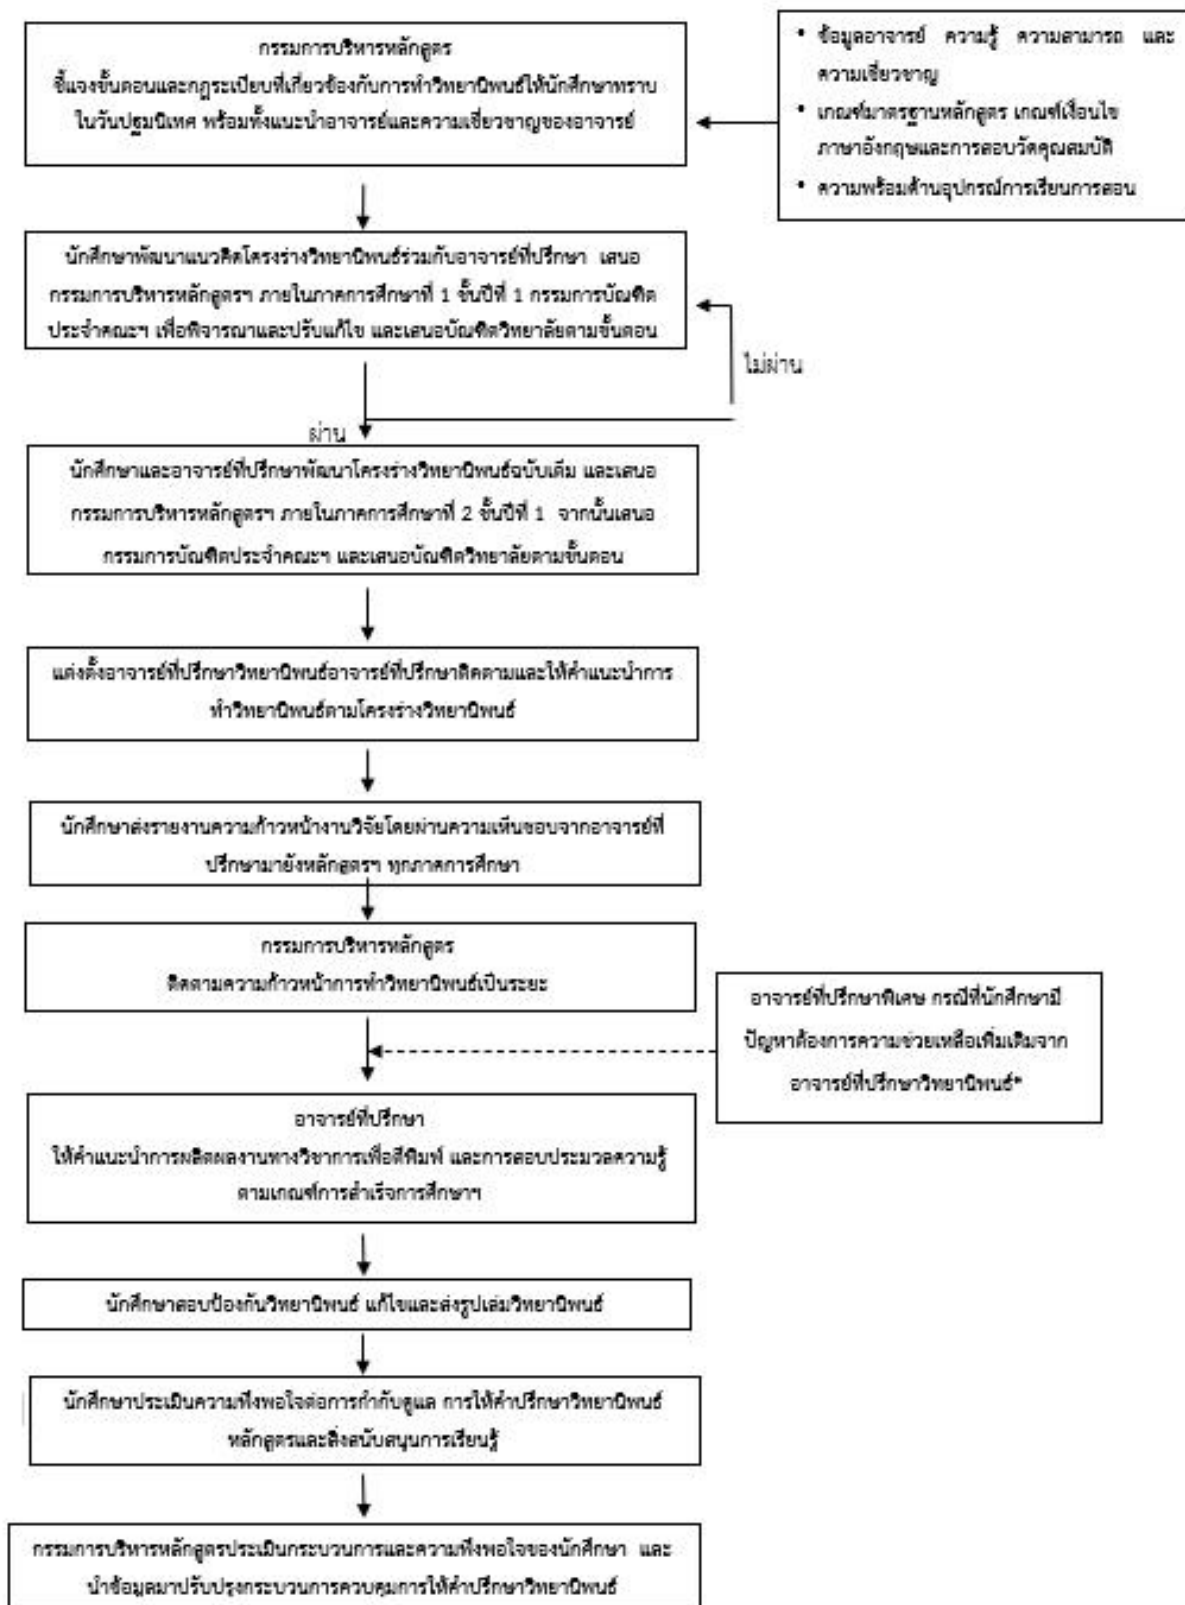 กรรมการบริหารหลักสูตร
ชี้แจงขั้นตอนและกฎระเบียบที่เกี่ยวข้องกับการทำวิทยานิพนธ์ให้นักศึกษาทราบ
ในวันปฐมนิเทศ พร้อมทั้งแนะนำอาจารย์และความเชี่ยวชาญของอาจารย์
• ข้อมูลอาจารย์ ความรู้ ความสามารถ และ
ความเชี่ยวชาญ
• เกณฑ์มาตรฐานหลักสูตร เกณฑ์เงื่อนไข
ภาษาอังกฤษและการสอบวัดคุณสมบัติ
• ความพร้อมด้านอุปกรณ์การเรียนการสอน
นักศึกษาพัฒนาแนวคิดโครงร่างวิทยานิพนธ์ร่วมกับอาจารย์ที่ปรึกษา เสนอ
กรรมการบริหารหลักสูตรฯ ภายในภาคการศึกษาที่ 1 ชั้นปีที่ 1 กรรมการบัณฑิต
ประจำคณะฯ เพื่อพิจารณาและปรับแก้ไข และเสนอบัณฑิตวิทยาลัยตามขั้นตอน
ไม่ผ่าน
ผ่าน
นักศึกษาและอาจารย์ที่ปรึกษาพัฒนาโครงร่างวิทยานิพนธ์ฉบับเต็ม และเสนอ
กรรมการบริหารหลักสูตรฯ ภายในภาคการศึกษาที่ 2 ชั้นปีที่ 1 จากนั้นเสนอ
กรรมการบัณฑิตประจำคณะฯ และเสนอบัณฑิตวิทยาลัยตามขั้นตอน
แต่งตั้งอาจารย์ที่ปรึกษาวิทยานิพนธ์อาจารย์ที่ปรึกษาติดตามและให้คำแนะนำการ
ทำวิทยานิพนธ์ตามโครงร่างวิทยานิพนธ์
นักศึกษาส่งรายงานความก้าวหน้างานวิจัยโดยผ่านความเห็นชอบจากอาจารย์ที่
ปรึกษามายังหลักสูตรฯ ทุกภาคการศึกษา
กรรมการบริหารหลักสูตร
ติดตามความก้าวหน้าการทำวิทยานิพนธ์เป็นระยะ
อาจารย์ที่ปรึกษาพิเศษ กรณีที่นักศึกษามี
ปัญหาต้องการความช่วยเหลือเพิ่มเติมจาก
อาจารย์ที่ปรึกษาวิทยานิพนธ์*
อาจารย์ที่ปรึกษา
ให้คำแนะนำการผลิตผลงานทางวิชาการเพื่อตีพิมพ์ และการสอบประมวลความรู้
ตามเกณฑ์การสำเร็จการศึกษาฯ
นักศึกษาสอบป้องกันวิทยานิพนธ์ แก้ไขและส่งรูปเล่มวิทยานิพนธ์
นักศึกษาประเมินความพึงพอใจต่อการกำกับดูแล การให้คำปรึกษาวิทยานิพนธ์
หลักสูตรและสิ่งสนับสนุนการเรียนรู้
กรรมการบริหารหลักสูตรประเมินกระบวนการและความพึงพอใจของนักศึกษา และ
นำข้อมูลมาปรับปรุงกระบวนการควบคุมการให้คำปรึกษาวิทยานิพนธ์